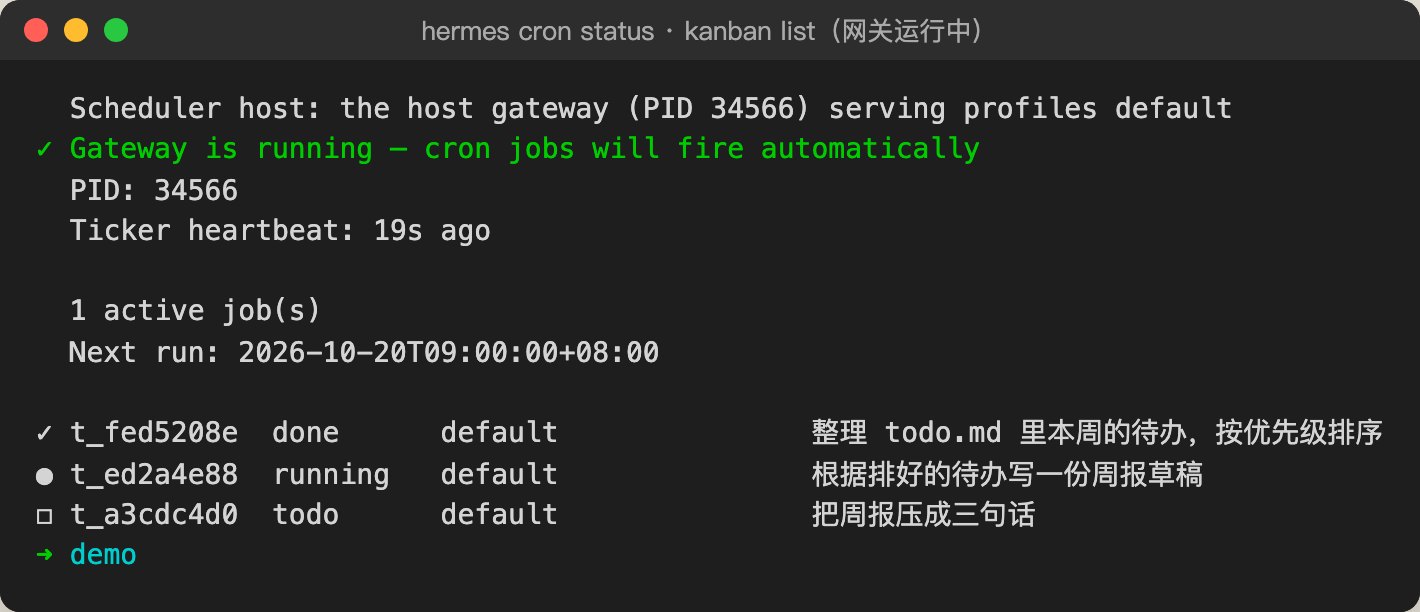 hermes cron status · kanban list（网关运行中）
Scheduler host: the host gateway (PID 34566) serving profiles default
✓ Gateway is running — cron jobs will fire automatically
PID: 34566
Ticker heartbeat: 19s ago
1 active job(s)
Next run: 2026-10-20T09:00:00+08:00
✓ t_fed5208e done default 整理 todo.md 里本周的待办，按优先级排序
● t_ed2a4e88 running default 根据排好的待办写一份周报草稿
◻ t_a3cdc4d0 todo default 把周报压成三句话
➜ demo